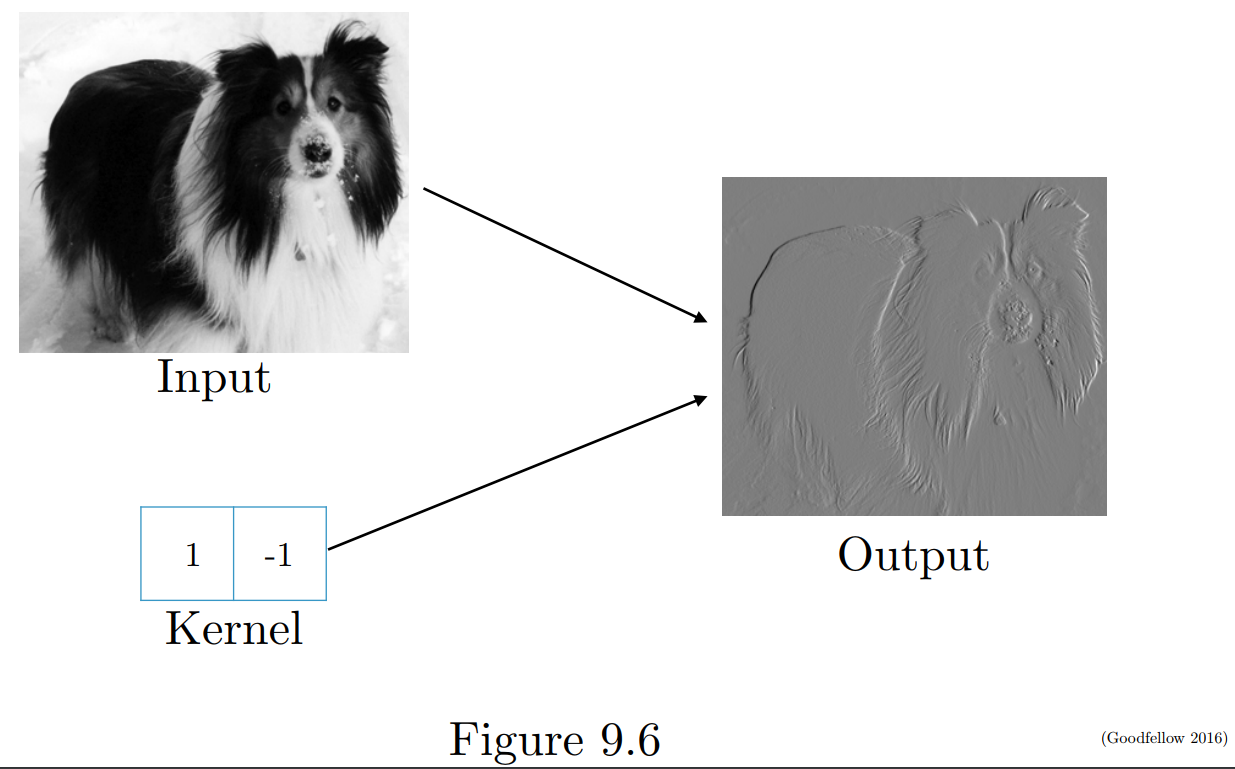 Input
Output
1 -1
Kernel
Figure 9.6
(Goodfellow 2016)